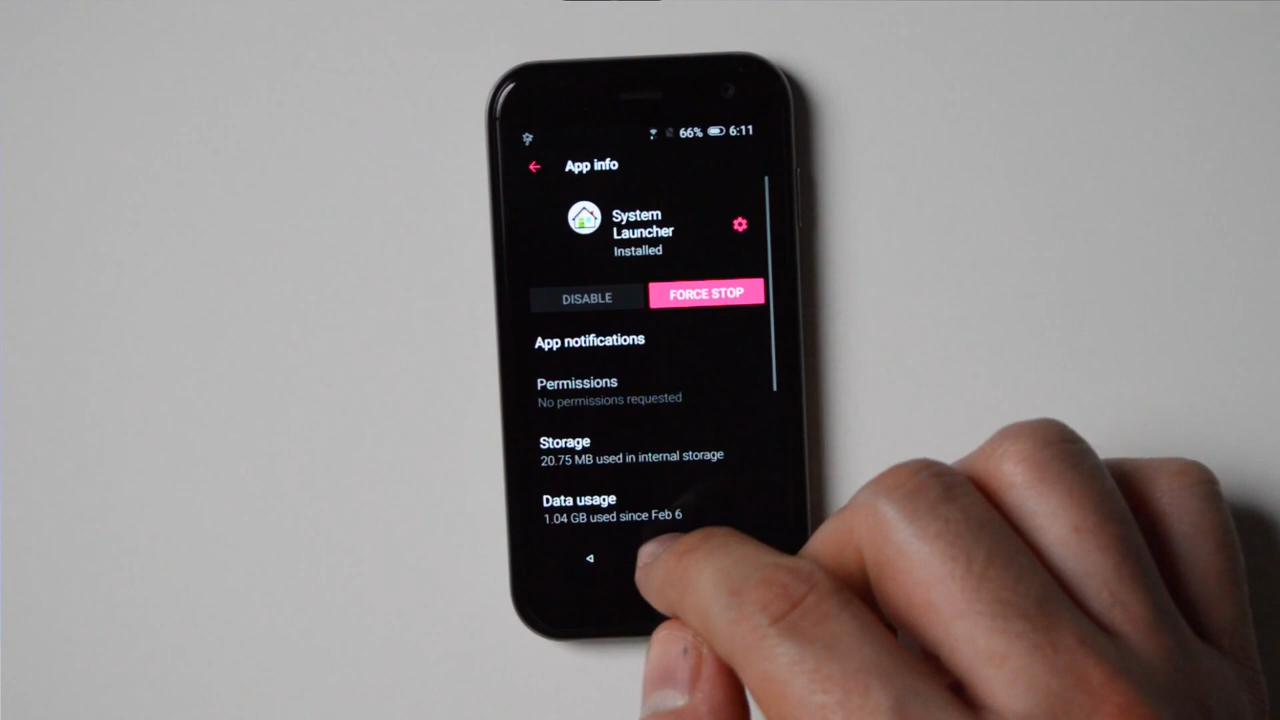 66% 6:11
App info
System
Launcher
Installed
DISABLE FORCE STOP
App notifications
Permissions
No permissions requested
Storage
20.75 MB used in internal storage
Data usage
1.04 GB used since Feb 6